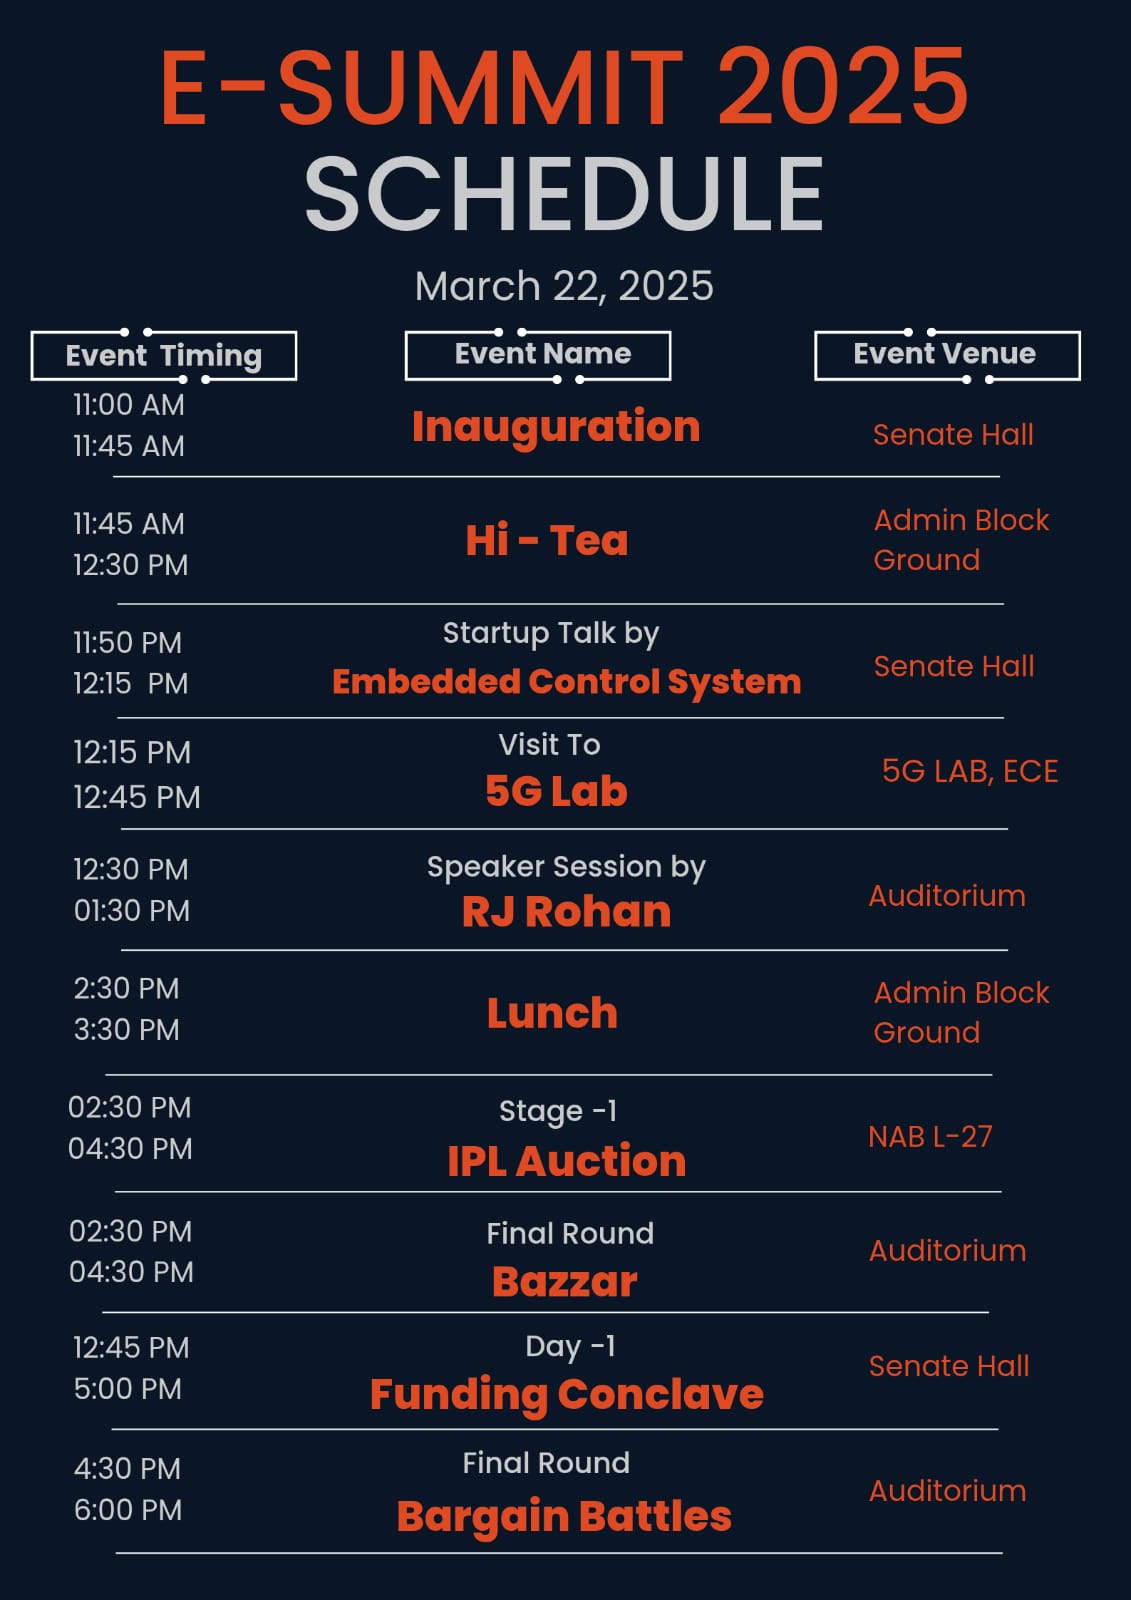 E-SUMMIT 2025
SCHEDULE
March 22, 2025
Event Timing
Event Name
Event Venue
11:00 AM
11:45 AM
Inauguration
Senate Hall
11:45 AM
12:30 PM
Hi - Tea
Admin Block
Ground
11:50 PM
12:15 PM
Startup Talk by
Embedded Control System
Senate Hall
12:15 PM
12:45 PM
Visit To
5G Lab
5G LAB, ECE
12:30 PM
01:30 PM
Speaker Session by
RJ Rohan
Auditorium
2:30 PM
3:30 PM
Lunch
Admin Block
Ground
02:30 PM
04:30 PM
Stage -1
IPL Auction
NAB L-27
02:30 PM
04:30 PM
Final Round
Bazzar
Auditorium
12:45 PM
5:00 PM
Day -1
Funding Conclave
Senate Hall
4:30 PM
6:00 PM
Final Round
Bargain Battles
Auditorium